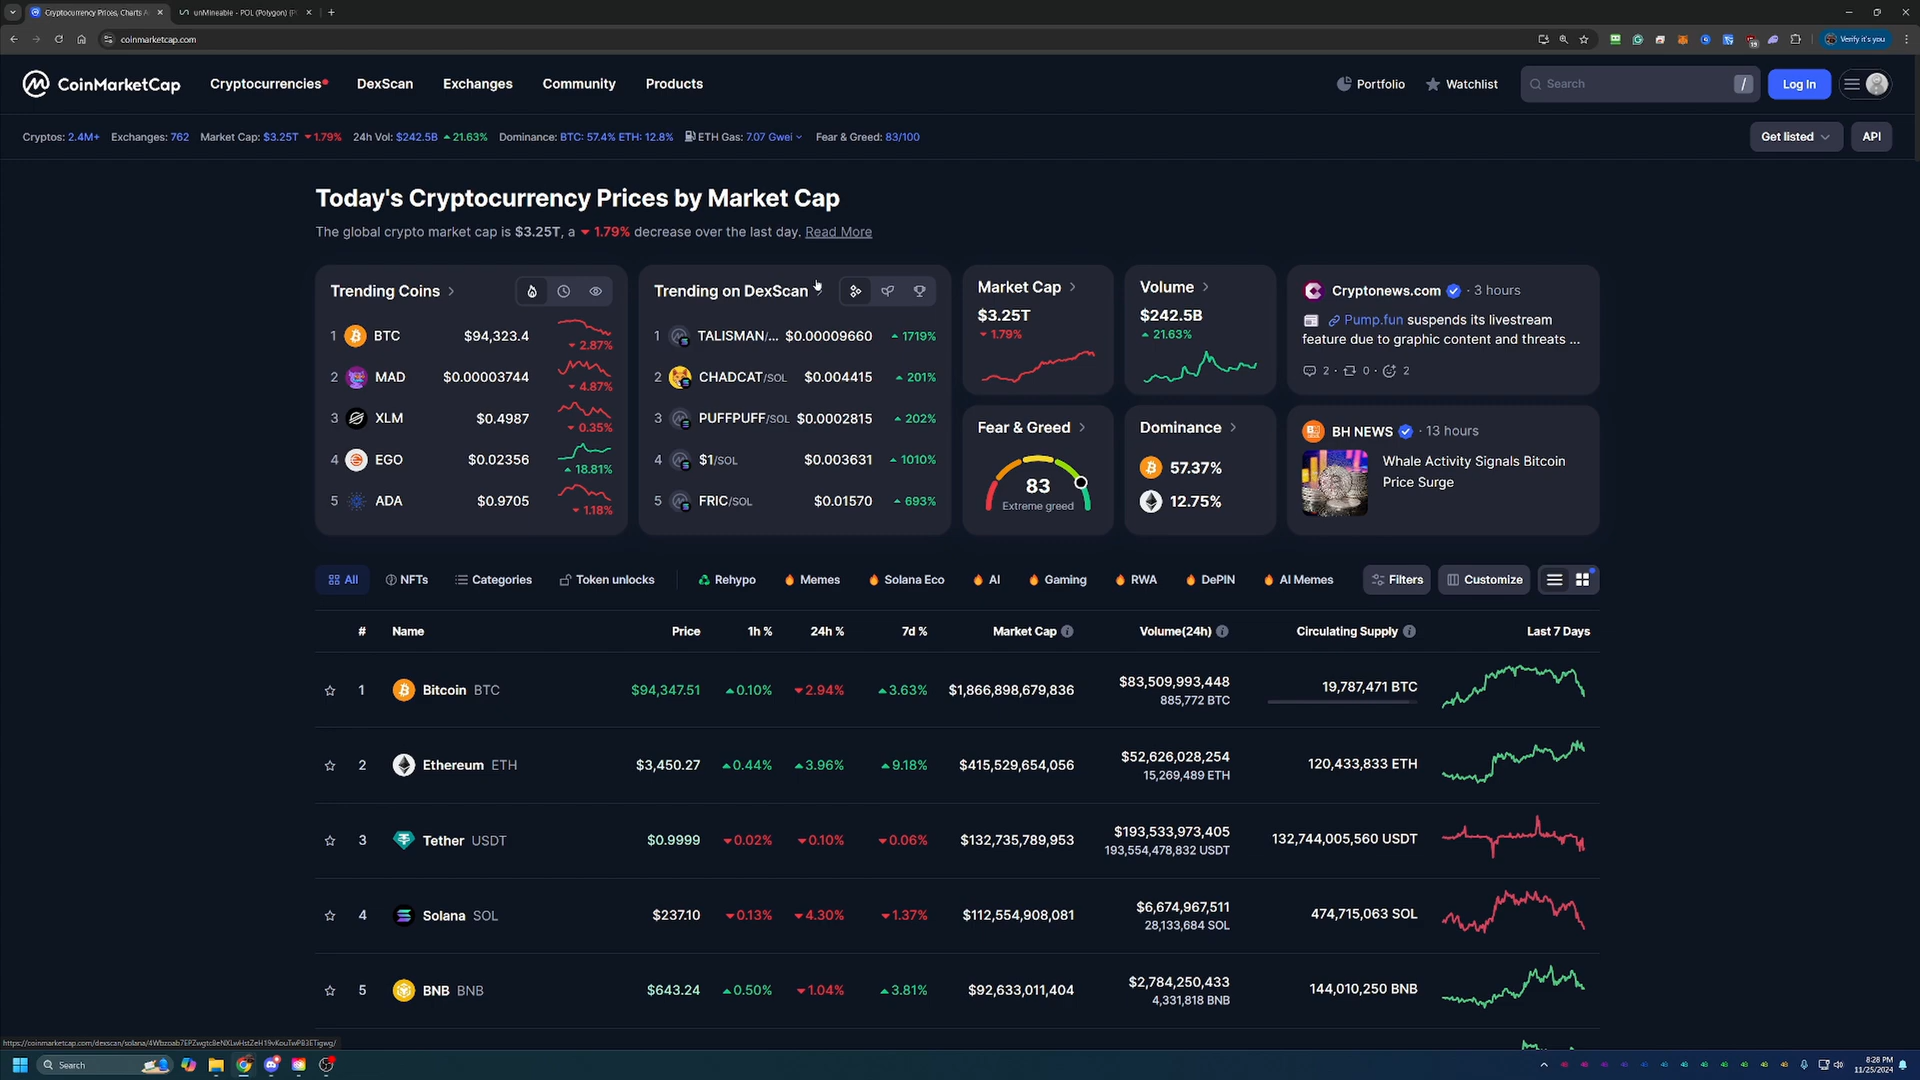 Cryptocurrency Prices, Charts A
unMineable - POL (Polygon) (P
coinmarketcap.com
Verify it's you
CoinMarketCap
Cryptocurrencies
DexScan
Exchanges
Community
Products
Portfolio
Watchlist
Search
/
Log In
Cryptos: 2.4M+
Exchanges: 762
Market Cap: $3.25T 1.79%
24h Vol: $242.5B 21.63%
Dominance: BTC: 57.4% ETH: 12.8%
ETH Gas: 7.07 Gwei
Fear & Greed: 83/100
Get listed
API
Today's Cryptocurrency Prices by Market Cap
The global crypto market cap is $3.25T, a 1.79% decrease over the last day. Read More
Trending Coins
1 BTC $94,323.4 2.87%
2 MAD $0.00003744 4.87%
3 XLM $0.4987 0.35%
4 EGO $0.02356 18.81%
5 ADA $0.9705 1.18%
Trending on DexScan
1 TALISMAN/... $0.00009660 1719%
2 CHADCAT/SOL $0.004415 201%
3 PUFFPUFF/SOL $0.0002815 202%
4 $1/SOL $0.003631 1010%
5 FRIC/SOL $0.01570 693%
Market Cap
$3.25T
1.79%
Volume
$242.5B
21.63%
Fear & Greed
83
Extreme greed
Dominance
57.37%
12.75%
Cryptonews.com · 3 hours
Pump.fun suspends its livestream
feature due to graphic content and threats ...
2 · 0 · 2
BH NEWS · 13 hours
Whale Activity Signals Bitcoin
Price Surge
All
NFTs
Categories
Token unlocks
Rehypo
Memes
Solana Eco
AI
Gaming
RWA
DePIN
AI Memes
Filters
Customize
# Name Price 1h % 24h % 7d % Market Cap Volume(24h) Circulating Supply Last 7 Days
1 Bitcoin BTC $94,347.51 0.10% 2.94% 3.63% $1,866,898,679,836 $83,509,993,448 19,787,471 BTC
885,772 BTC
2 Ethereum ETH $3,450.27 0.44% 3.96% 9.18% $415,529,654,056 $52,626,028,254 120,433,833 ETH
15,269,489 ETH
3 Tether USDT $0.9999 0.02% 0.10% 0.06% $132,735,789,953 $193,533,973,405 132,744,005,560 USDT
193,554,478,832 USDT
4 Solana SOL $237.10 0.13% 4.30% 1.37% $112,554,908,081 $6,674,967,511 474,715,063 SOL
28,133,684 SOL
5 BNB BNB $643.24 0.50% 1.04% 3.81% $92,633,011,404 $2,784,250,433 144,010,250 BNB
4,331,818 BNB
Search
8:28 PM
11/25/2024